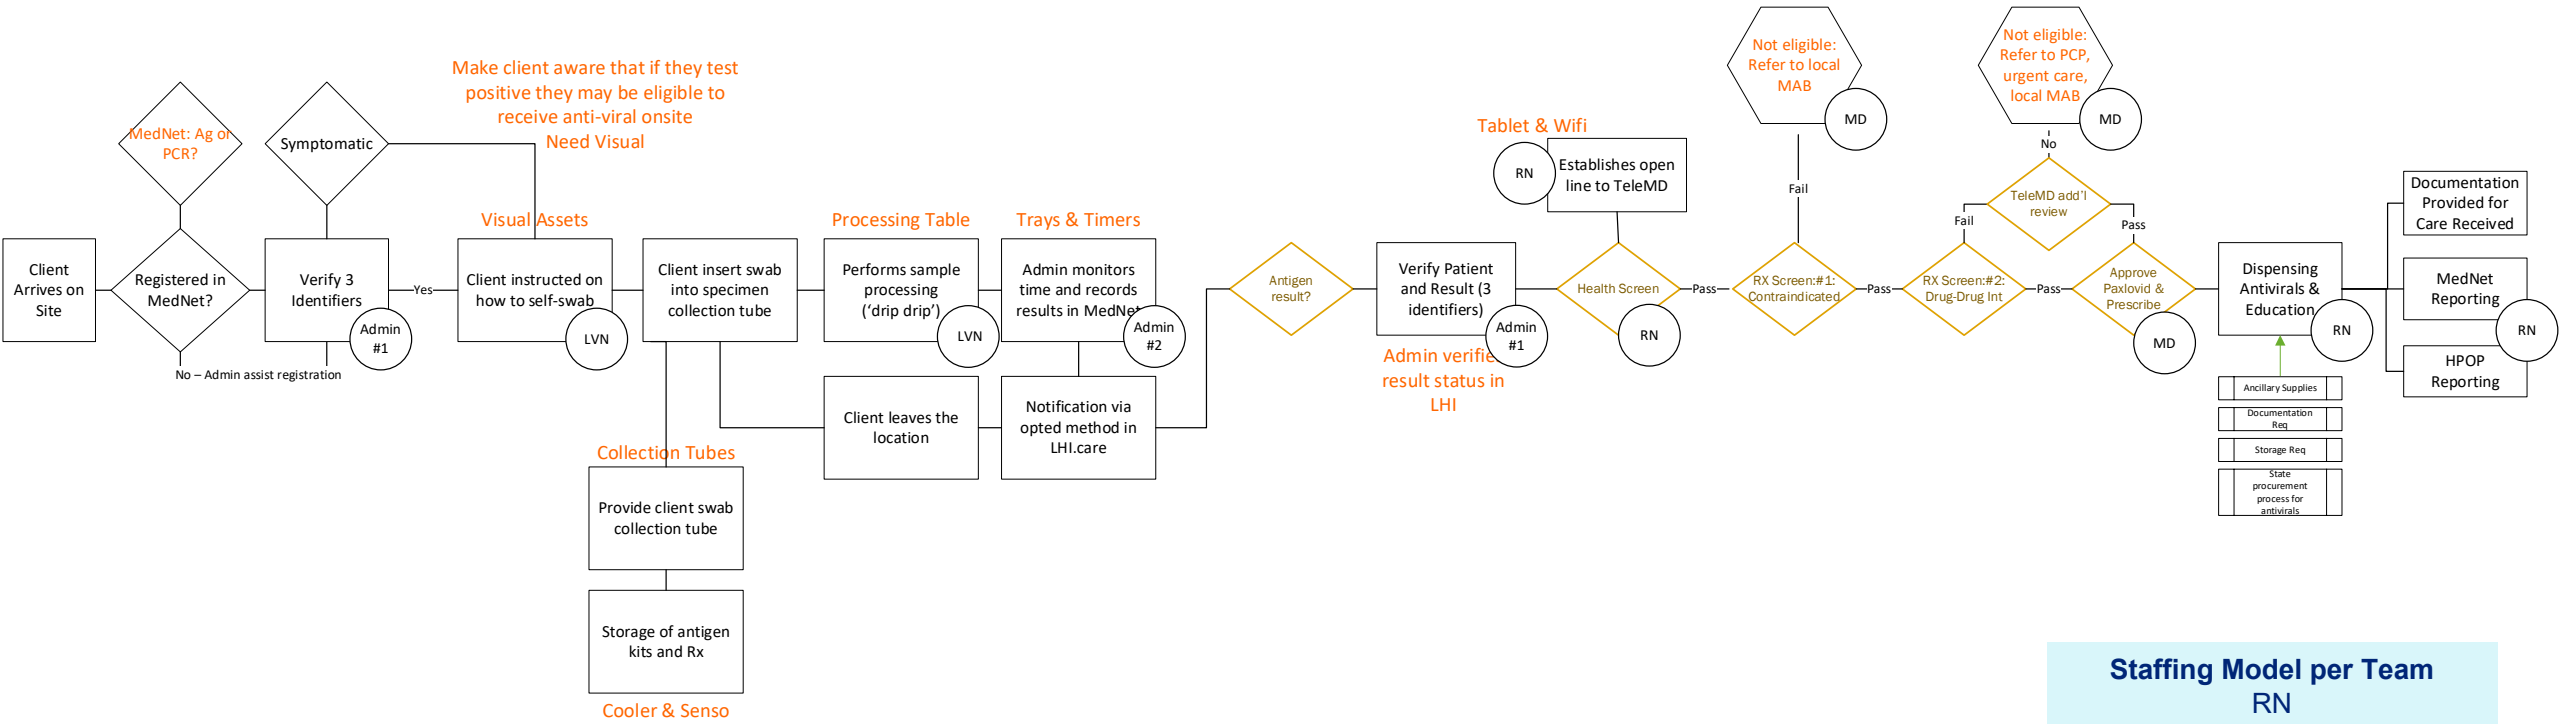 Make client aware that if they test
positive they may be eligible to
receive anti-viral onsite
Need Visual
MedNet: Ag or
PCR?
Symptomatic
Client
Arrives on
Site
Registered in
MedNet?
No – Admin assist registration
Verify 3
Identifiers
Admin
#1
Yes
Visual Assets
Client instructed on
how to self-swab
LVN
Client insert swab
into specimen
collection tube
Collection Tubes
Provide client swab
collection tube
Storage of antigen
kits and Rx
Cooler & Senso
Processing Table
Performs sample
processing
(‘drip drip’)
LVN
Client leaves the
location
Trays & Timers
Admin monitors
time and records
results in MedNet
Admin
#2
Notification via
opted method in
LHI.care
Antigen
result?
Verify Patient
and Result (3
identifiers)
Admin
#1
Admin verifie
result status in
LHI
Tablet & Wifi
RN
Establishes open
line to TeleMD
Health Screen
RN
Pass
Not eligible:
Refer to local
MAB
MD
Fail
RX Screen:#1:
Contraindicated
Pass
Not eligible:
Refer to PCP,
urgent care,
local MAB
MD
No
TeleMD add'l
review
Fail
Pass
RX Screen:#2:
Drug-Drug Int
Pass
Approve
Paxlovid &
Prescribe
MD
Dispensing
Antivirals &
Education
RN
Ancillary Supplies
Documentation
Req
Storage Req
State
procurement
process for
antivirals
Documentation
Provided for
Care Received
MedNet
Reporting
RN
HPOP
Reporting
Staffing Model per Team
RN